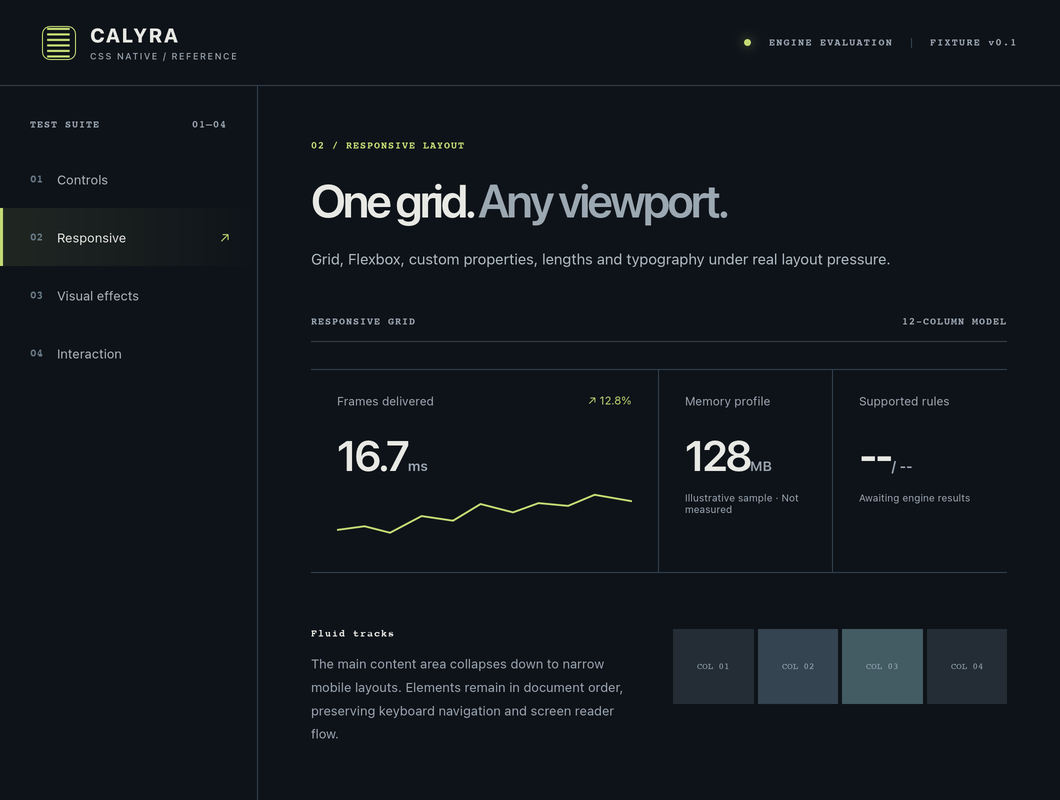 CALYRA
CSS NATIVE / REFERENCE
ENGINE EVALUATION | FIXTURE v0.1
TEST SUITE 01—04
01 Controls
02 Responsive ↗
03 Visual effects
04 Interaction
02 / RESPONSIVE LAYOUT
One grid. Any viewport.
Grid, Flexbox, custom properties, lengths and typography under real layout pressure.
RESPONSIVE GRID 12-COLUMN MODEL
Frames delivered ↗ 12.8%
16.7ms
Memory profile
128MB
Illustrative sample · Not
measured
Supported rules
--/ --
Awaiting engine results
Fluid tracks
The main content area collapses down to narrow
mobile layouts. Elements remain in document order,
preserving keyboard navigation and screen reader
flow.
COL 01 COL 02 COL 03 COL 04